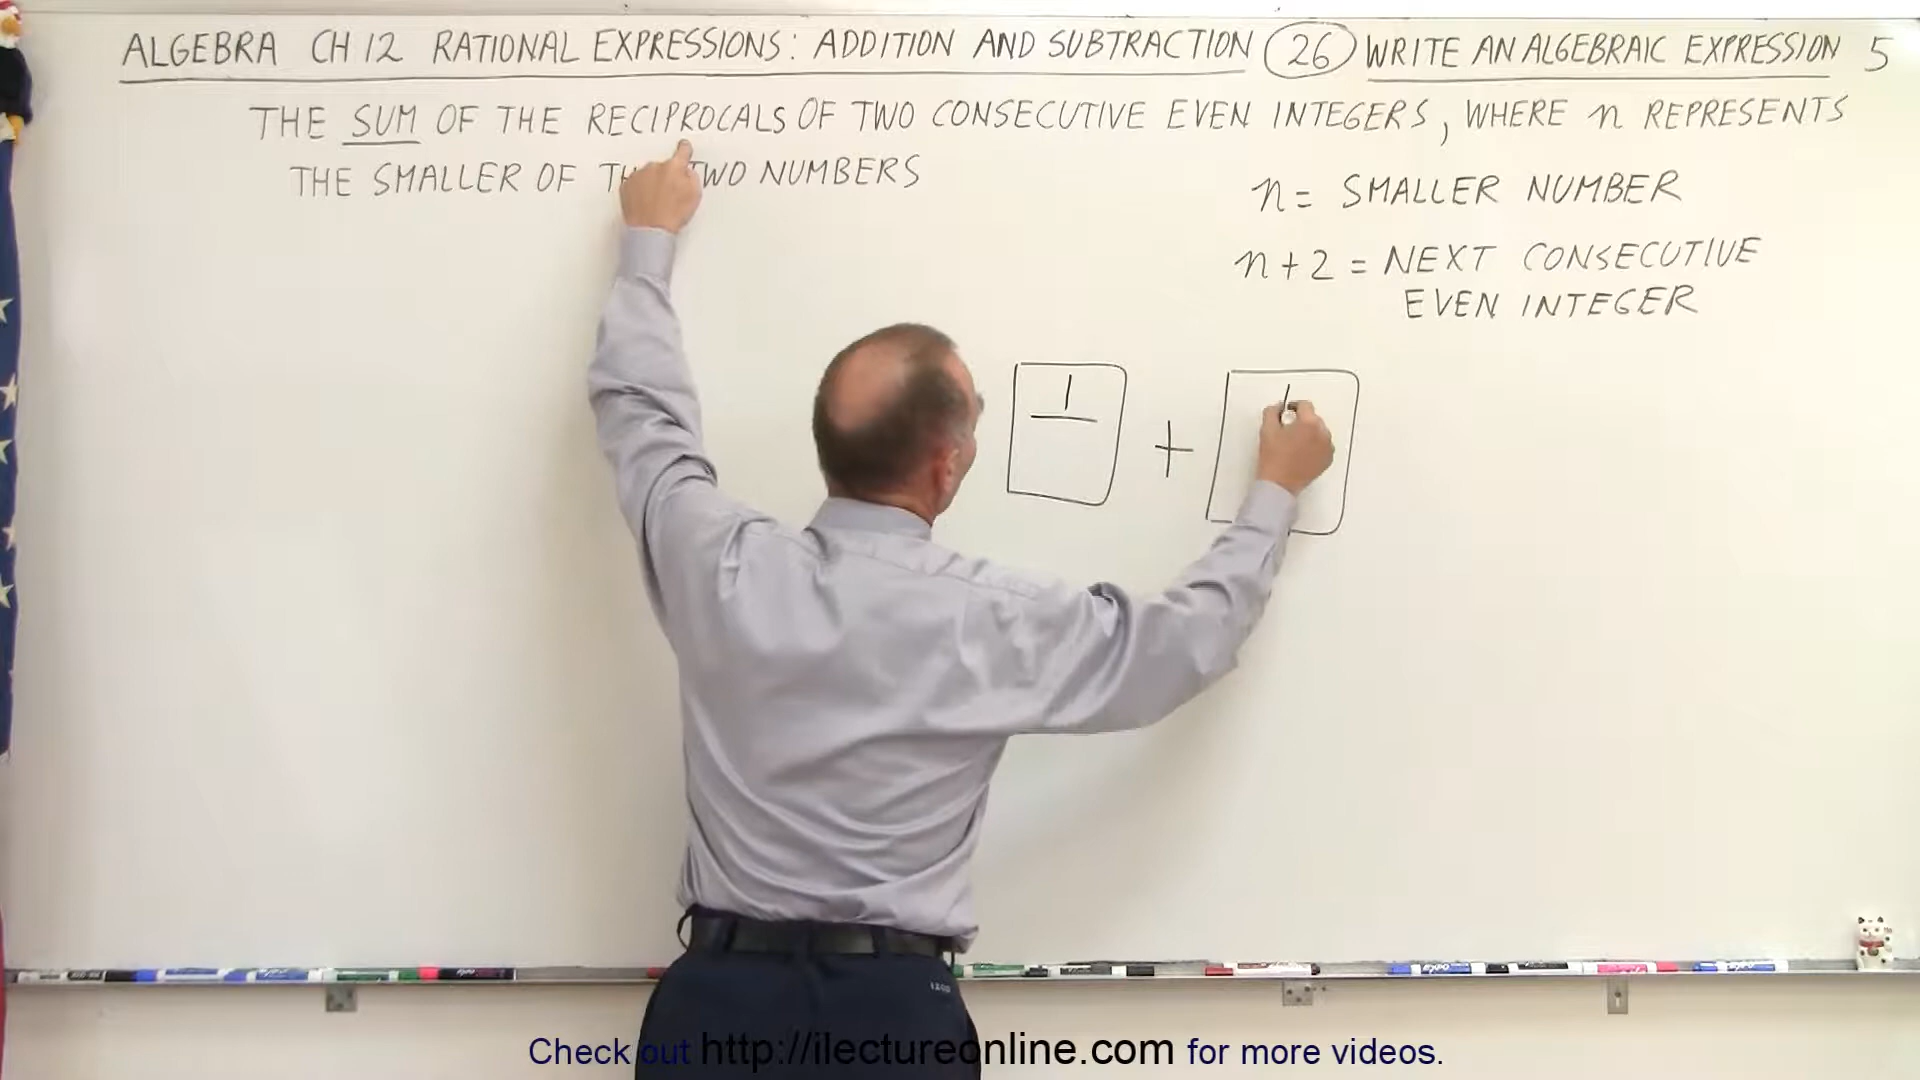 ALGEBRA CH 12 RATIONAL EXPRESSIONS: ADDITION AND SUBTRACTION 26 WRITE AN ALGEBRAIC EXPRESSION 5
THE SUM OF THE RECIPROCALS OF TWO CONSECUTIVE EVEN INTEGERS, WHERE n REPRESENTS
THE SMALLER OF TWO NUMBERS
n = SMALLER NUMBER
n + 2 = NEXT CONSECUTIVE
EVEN INTEGER
1 + 1
Check out http://ilectureonline.com for more videos.